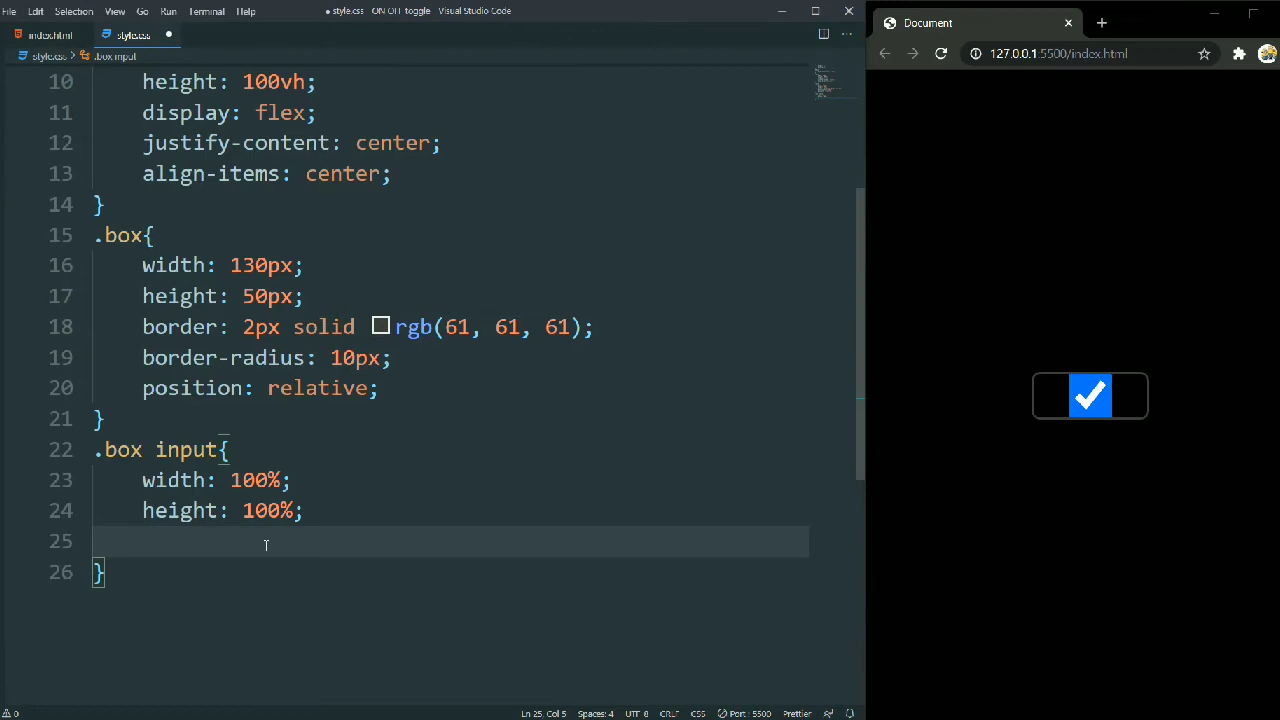 File Edit Selection View Go Run Terminal Help ● style.css ON OFF toggle Visual Studio Code
index.html style.css ●
style.css > .box input
10 height: 100vh;
11 display: flex;
12 justify-content: center;
13 align-items: center;
14 }
15 .box{
16 width: 130px;
17 height: 50px;
18 border: 2px solid rgb(61, 61, 61);
19 border-radius: 10px;
20 position: relative;
21 }
22 .box input{
23 width: 100%;
24 height: 100%;
25
26 }
0 Ln 25, Col 5 Spaces: 4 UTF-8 CRLF CSS Port : 5500 Prettier
Document
127.0.0.1:5500/index.html